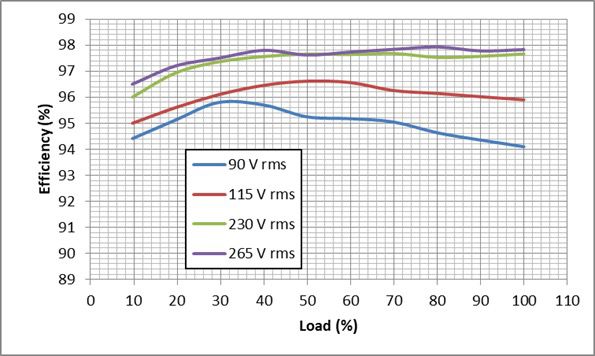 99
98
97
96
95
94
93
92
91
90
89
Efficiency (%)
90 V rms
115 V rms
230 V rms
265 V rms
0 10 20 30 40 50 60 70 80 90 100 110
Load (%)